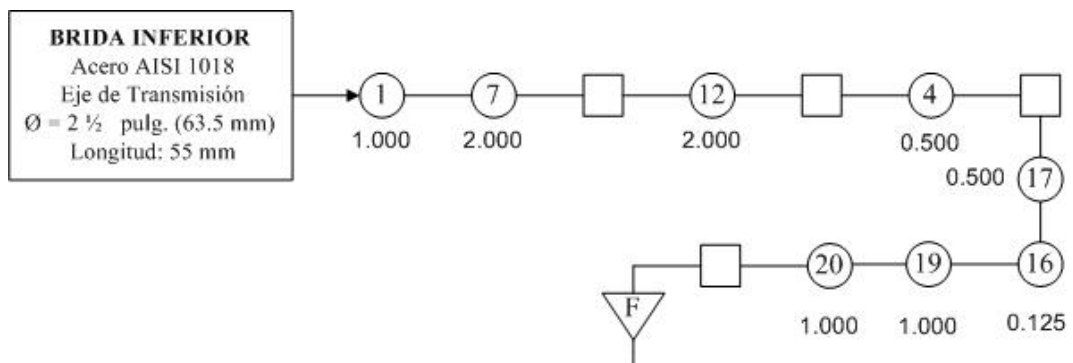 BRIDA INFERIOR
Acero AISI 1018
Eje de Transmisión
Ø = 2 ½ pulg. (63.5 mm)
Longitud: 55 mm
1 7 12 4
1.000 2.000 2.000 0.500
0.500 17
F 20 19 16
1.000 1.000 0.125